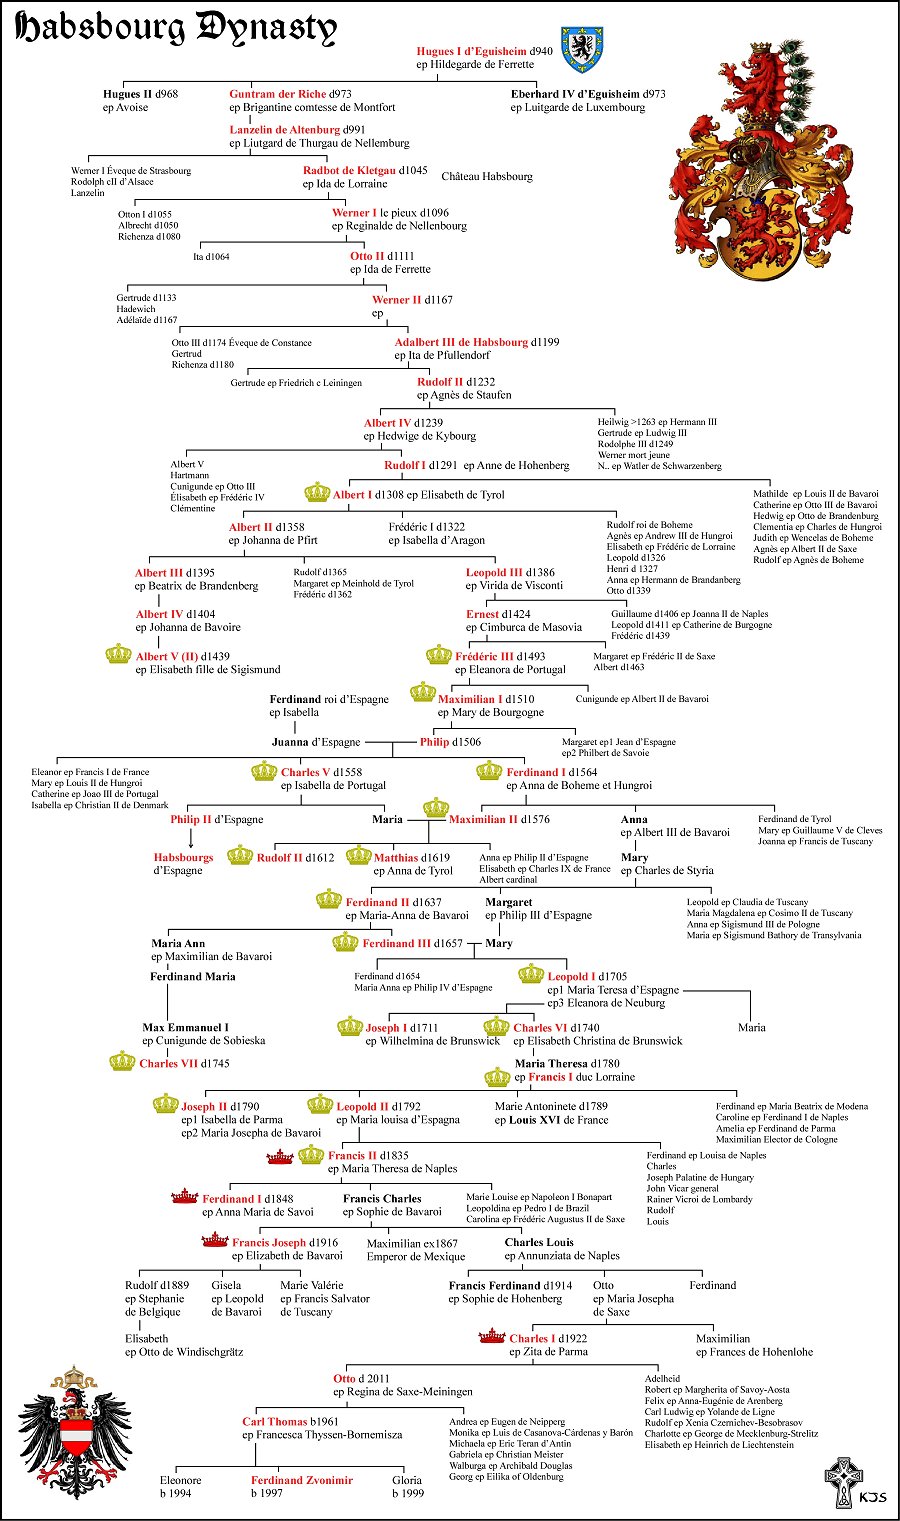 Habsbourg Dynasty
Hugues I d'Eguisheim d940
ep Hildegarde de Ferrette
Hugues II d968
ep Avoise
Guntram der Riche d973
ep Brigantine comtesse de Montfort
Eberhard IV d'Eguisheim d973
ep Luitgarde de Luxembourg
Lanzelin de Altenburg d991
ep Liutgard de Thurgau de Nellemburg
Werner I Éveque de Strasbourg
Rodolph cII d'Alsace
Lanzelin
Radbot de Kletgau d1045
ep Ida de Lorraine
Château Habsbourg
Otton I d1055
Albrecht d1050
Richenza d1080
Werner I le pieux d1096
ep Reginalde de Nellenbourg
Ita d1064
Otto II d1111
ep Ida de Ferrette
Gertrude d1133
Hadewich
Adélaïde d1167
Werner II d1167
ep
Otto III d1174 Éveque de Constance
Gertrud
Richenza d1180
Adalbert III de Habsbourg d1199
ep Ita de Pfullendorf
Gertrude ep Friedrich c Leiningen
Rudolf II d1232
ep Agnès de Staufen
Albert IV d1239
ep Hedwige de Kybourg
Heilwig >1263 ep Hermann III
Gertrude ep Ludwig III
Rodolphe III d1249
Werner mort jeune
N.. ep Watler de Schwarzenberg
Albert V
Hartmann
Cunigunde ep Otto III
Élisabeth ep Frédéric IV
Clémentine
Rudolf I d1291 ep Anne de Hohenberg
Albert I d1308 ep Elisabeth de Tyrol
Mathilde ep Louis II de Bavaroi
Catherine ep Otto III de Bavaroi
Hedwig ep Otto de Brandenburg
Clementia ep Charles de Hungroi
Judith ep Wencelas de Boheme
Agnès ep Albert II de Saxe
Rudolf ep Agnès de Boheme
Albert II d1358
ep Johanna de Pfirt
Frédéric I d1322
ep Isabella d'Aragon
Rudolf roi de Boheme
Agnès ep Andrew III de Hungroi
Elisabeth ep Frédéric de Lorraine
Leopold d1326
Henri d 1327
Anna ep Hermann de Brandanberg
Otto d1339
Albert III d1395
ep Beatrix de Brandenberg
Rudolf d1365
Margaret ep Meinhold de Tyrol
Frédéric d1362
Leopold III d1386
ep Virida de Visconti
Albert IV d1404
ep Johanna de Bavoire
Ernest d1424
ep Cimburca de Masovia
Guillaume d1406 ep Joanna II de Naples
Leopold d1411 ep Catherine de Burgogne
Frédéric d1439
Albert V (II) d1439
ep Elisabeth fille de Sigismund
Frédéric III d1493
ep Eleanora de Portugal
Margaret ep Frédéric II de Saxe
Albert d1463
Ferdinand roi d'Espagne
ep Isabella
Maximilian I d1510
ep Mary de Bourgogne
Cunigunde ep Albert II de Bavaroi
Juanna d'Espagne
Philip d1506
Margaret ep1 Jean d'Espagne
ep2 Philbert de Savoie
Eleanor ep Francis I de France
Mary ep Louis II de Hungroi
Catherine ep Joao III de Portugal
Isabella ep Christian II de Denmark
Charles V d1558
ep Isabella de Portugal
Ferdinand I d1564
ep Anna de Boheme et Hungroi
Philip II d'Espagne
Maria
Maximilian II d1576
Anna
ep Albert III de Bavaroi
Ferdinand de Tyrol
Mary ep Guillaume V de Cleves
Joanna ep Francis de Tuscany
Habsbourgs
d'Espagne
Rudolf II d1612
Matthias d1619
ep Anna de Tyrol
Anna ep Philip II d'Espagne
Elisabeth ep Charles IX de France
Albert cardinal
Mary
ep Charles de Styria
Ferdinand II d1637
ep Maria-Anna de Bavaroi
Margaret
ep Philip III d'Espagne
Leopold ep Claudia de Tuscany
Maria Magdalena ep Cosimo II de Tuscany
Anna ep Sigismund III de Pologne
Maria ep Sigismund Bathory de Transylvania
Maria Ann
ep Maximilian de Bavaroi
Ferdinand III d1657
Mary
Ferdinand Maria
Ferdinand d1654
Maria Anna ep Philip IV d'Espagne
Leopold I d1705
ep1 Maria Teresa d'Espagne
ep3 Eleanora de Neuburg
Max Emmanuel I
ep Cunigunde de Sobieska
Joseph I d1711
ep Wilhelmina de Brunswick
Charles VI d1740
ep Elisabeth Christina de Brunswick
Maria
Charles VII d1745
Maria Theresa d1780
ep Francis I duc Lorraine
Joseph II d1790
ep1 Isabella de Parma
ep2 Maria Josepha de Bavaroi
Leopold II d1792
ep Maria louisa d'Espagna
Marie Antoninete d1789
ep Louis XVI de France
Ferdinand ep Maria Beatrix de Modena
Caroline ep Ferdinand I de Naples
Amelia ep Ferdinand de Parma
Maximilian Elector de Cologne
Francis II d1835
ep Maria Theresa de Naples
Ferdinand ep Louisa de Naples
Charles
Joseph Palatine de Hungary
John Vicar general
Rainer Vicroi de Lombardy
Rudolf
Louis
Ferdinand I d1848
ep Anna Maria de Savoi
Francis Charles
ep Sophie de Bavaroi
Marie Louise ep Napoleon I Bonapart
Leopoldina ep Pedro I de Brazil
Carolina ep Frédéric Augustus II de Saxe
Francis Joseph d1916
ep Elizabeth de Bavaroi
Maximilian ex1867
Emperor de Mexique
Charles Louis
ep Annunziata de Naples
Rudolf d1889
ep Stephanie
de Belgique
Gisela
ep Leopold
de Bavaroi
Marie Valérie
ep Francis Salvator
de Tuscany
Francis Ferdinand d1914
ep Sophie de Hohenberg
Otto
ep Maria Josepha
de Saxe
Ferdinand
Elisabeth
ep Otto de Windischgrätz
Charles I d1922
ep Zita de Parma
Maximilian
ep Frances de Hohenlohe
Otto d 2011
ep Regina de Saxe-Meiningen
Adelheid
Robert ep Margherita of Savoy-Aosta
Felix ep Anna-Eugénie de Arenberg
Carl Ludwig ep Yolande de Ligne
Rudolf ep Xenia Czernichev-Besobrasov
Charlotte ep George de Mecklenburg-Strelitz
Elisabeth ep Heinrich de Liechtenstein
Carl Thomas b1961
ep Francesca Thyssen-Bornemisza
Andrea ep Eugen de Neipperg
Monika ep Luis de Casanova-Cárdenas y Barón
Michaela ep Eric Teran d'Antin
Gabriela ep Christian Meister
Walburga ep Archibald Douglas
Georg ep Eilika of Oldenburg
Eleonore
b 1994
Ferdinand Zvonimir
b 1997
Gloria
b 1999
KJS